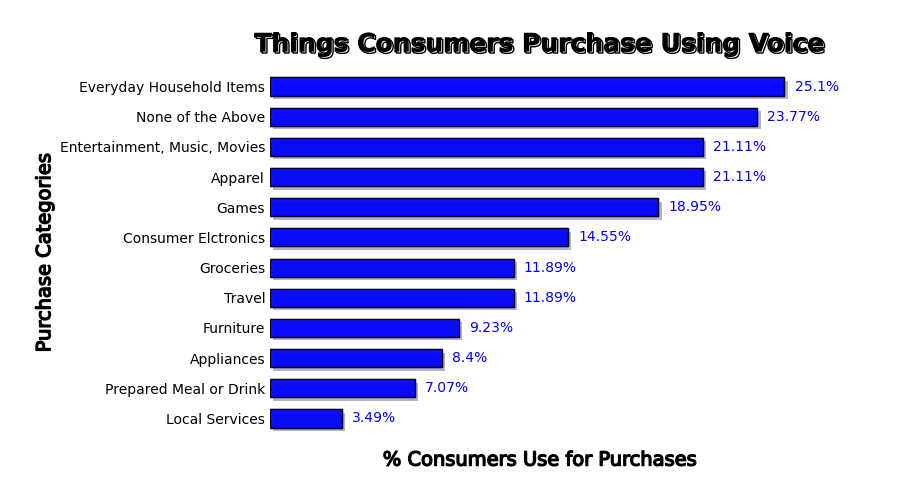 Things Consumers Purchase Using Voice
Everyday Household Items 25.1%
None of the Above 23.77%
Entertainment, Music, Movies 21.11%
Apparel 21.11%
Games 18.95%
Consumer Elctronics 14.55%
Groceries 11.89%
Travel 11.89%
Furniture 9.23%
Appliances 8.4%
Prepared Meal or Drink 7.07%
Local Services 3.49%
Purchase Categories
% Consumers Use for Purchases